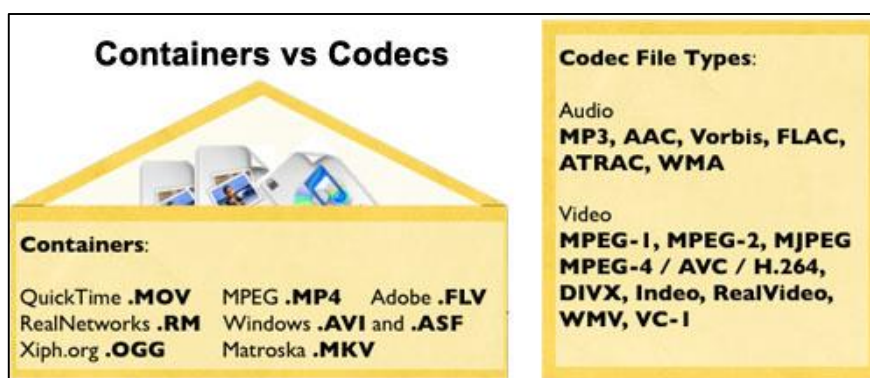 Containers vs Codecs
Containers:
QuickTime .MOV MPEG .MP4 Adobe .FLV
RealNetworks .RM Windows .AVI and .ASF
Xiph.org .OGG Matroska .MKV
Codec File Types:
Audio
MP3, AAC, Vorbis, FLAC,
ATRAC, WMA
Video
MPEG-1, MPEG-2, MJPEG
MPEG-4 / AVC / H.264,
DIVX, Indeo, RealVideo,
WMV, VC-1